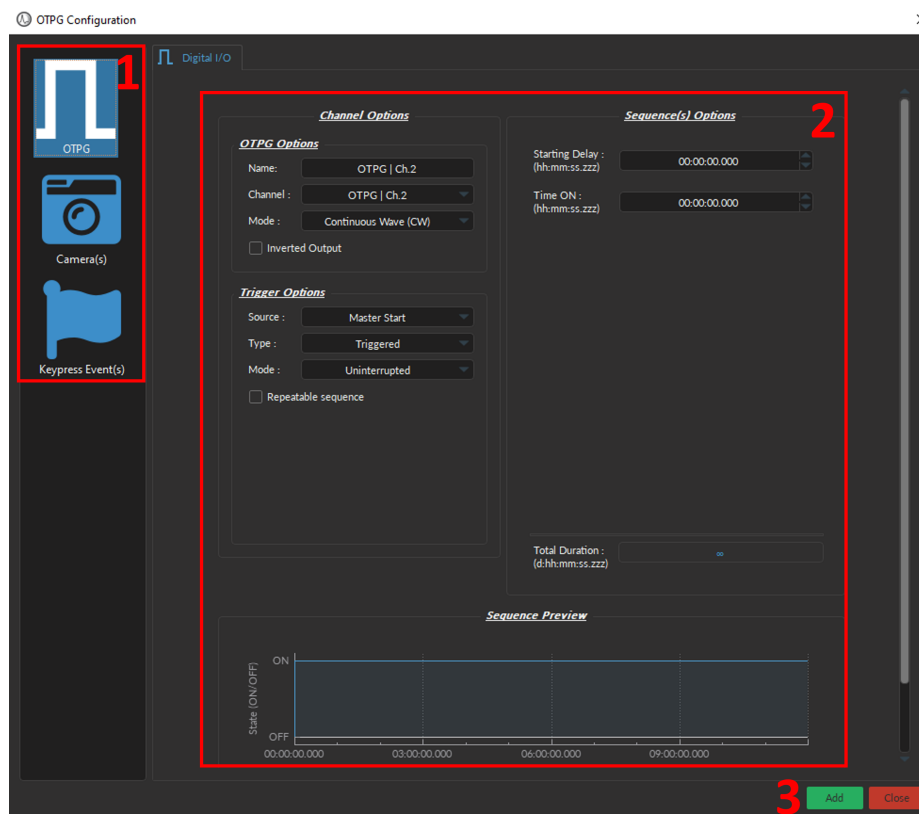 OTPG Configuration
1
OTPG
Camera(s)
Keypress Event(s)
Digital I/O
2
Channel Options
OTPG Options
Name: OTPG | Ch.2
Channel : OTPG | Ch.2
Mode : Continuous Wave (CW)
Inverted Output
Trigger Options
Source : Master Start
Type : Triggered
Mode : Uninterrupted
Repeatable sequence
Sequence(s) Options
Starting Delay :
(hh:mm:ss.zzz) 00:00:00.000
Time ON :
(hh:mm:ss.zzz) 00:00:00.000
Total Duration :
(d:hh:mm:ss.zzz) ∞
Sequence Preview
State (ON/OFF)
ON
OFF
00:00:00.000 03:00:00.000 06:00:00.000 09:00:00.000
3
Add Close